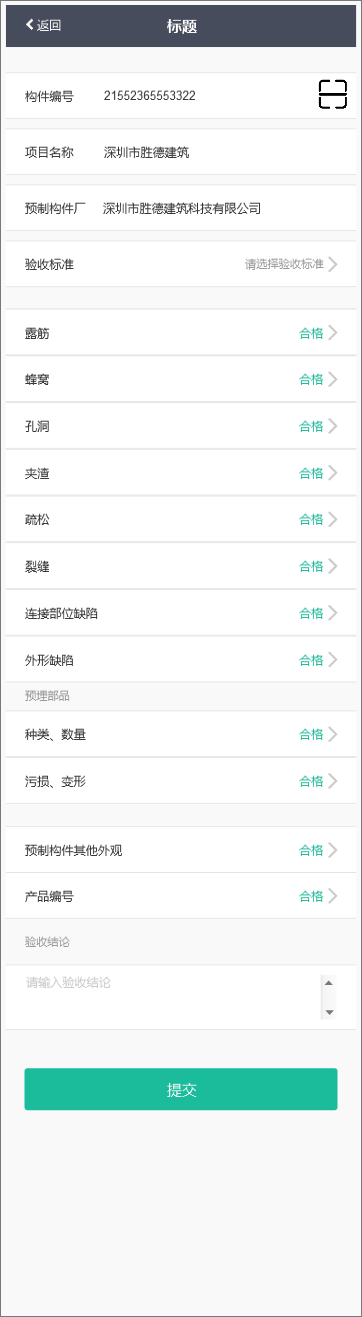 返回 标题
构件编号 21552365553322
项目名称 深圳市胜德建筑
预制构件厂 深圳市胜德建筑科技有限公司
验收标准 请选择验收标准
露筋 合格
蜂窝 合格
孔洞 合格
夹渣 合格
疏松 合格
裂缝 合格
连接部位缺陷 合格
外形缺陷 合格
预埋部品
种类、数量 合格
污损、变形 合格
预制构件其他外观 合格
产品编号 合格
验收结论
请输入验收结论
提交